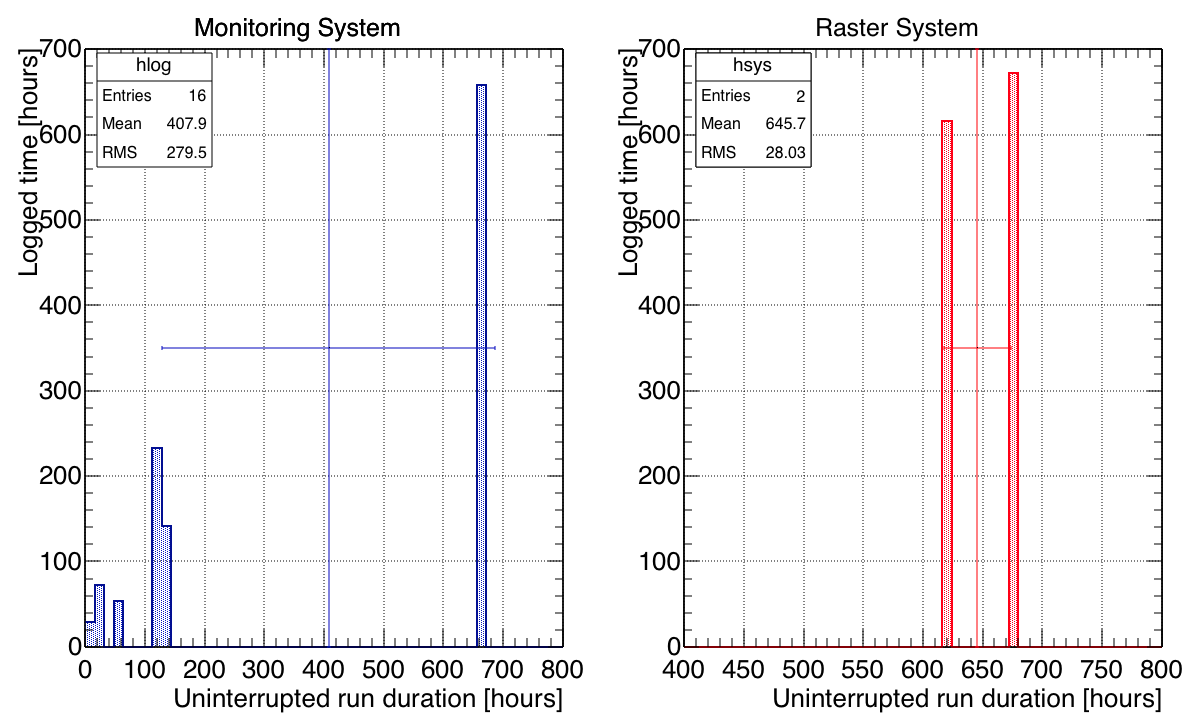 Monitoring System
hlog
Entries 16
Mean 407.9
RMS 279.5
Logged time [hours]
700
600
500
400
300
200
100
0
0 100 200 300 400 500 600 700 800
Uninterrupted run duration [hours]
Raster System
hsys
Entries 2
Mean 645.7
RMS 28.03
Logged time [hours]
700
600
500
400
300
200
100
0
400 450 500 550 600 650 700 750 800
Uninterrupted run duration [hours]